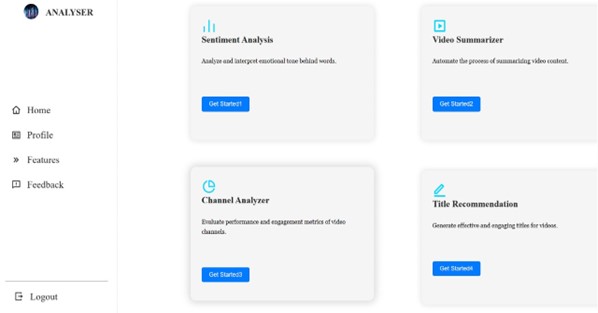 ANALYSER
Home
Profile
Features
Feedback
Logout
Sentiment Analysis
Analyze and interpret emotional tone behind words.
Get Started1
Video Summarizer
Automate the process of summarizing video content.
Get Started2
Channel Analyzer
Evaluate performance and engagement metrics of video
channels.
Get Started3
Title Recommendation
Generate effective and engaging titles for videos.
Get Started4